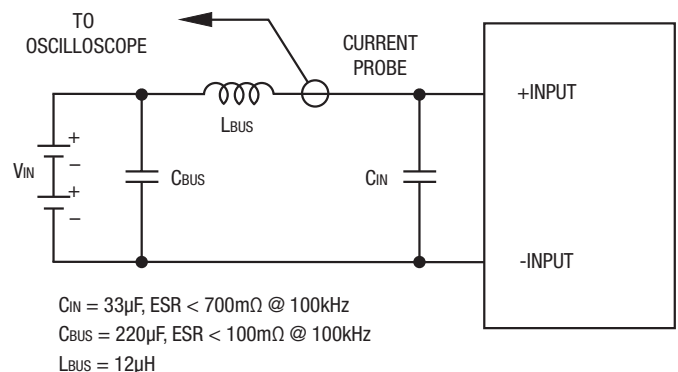 TO
OSCILLOSCOPE
CURRENT
PROBE
+INPUT
LBUS
VIN
+
–
+
–
CBUS
CIN
-INPUT
CIN = 33µF, ESR < 700mΩ @ 100kHz
CBUS = 220µF, ESR < 100mΩ @ 100kHz
LBUS = 12µH